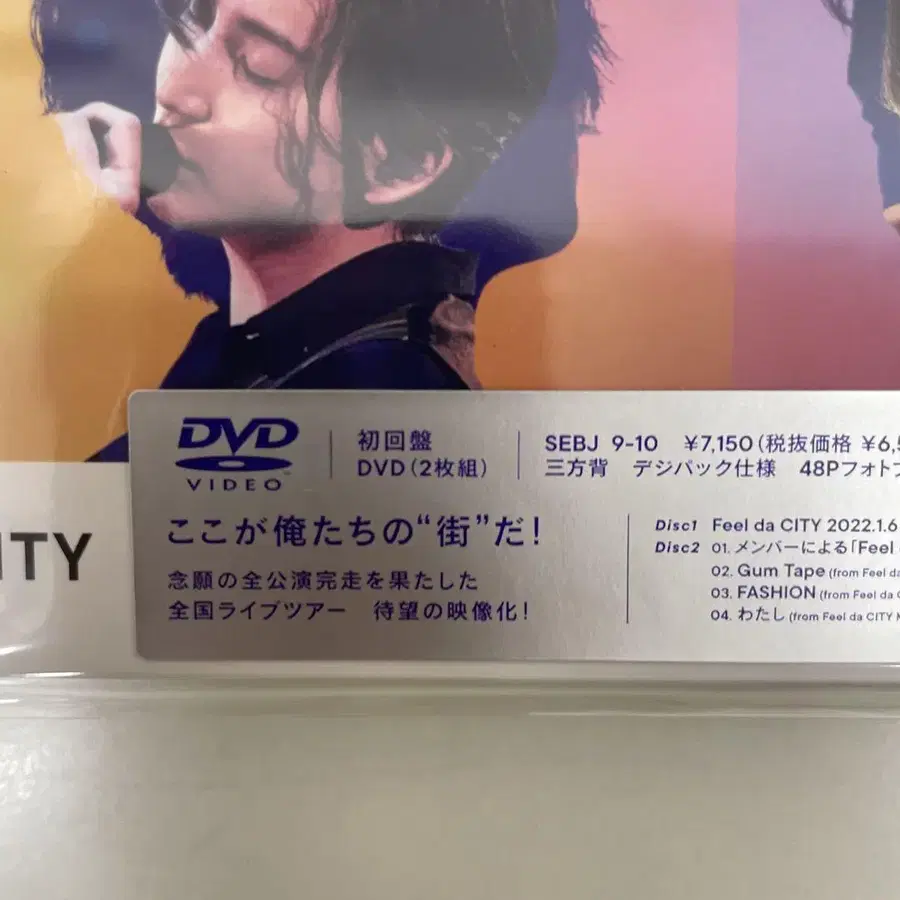 ITY
DVD
VIDEO™
初回盤
DVD（2枚組）
SEBJ 9-10 ¥7,150（税抜価格 ¥6,5
三方背 デジパック仕様 48Pフォトブ
ここが俺たちの“街”だ！
念願の全公演完走を果たした
全国ライブツアー 待望の映像化！
Disc1 Feel da CITY 2022.1.6
Disc2 01. メンバーによる「Feel
02. Gum Tape (from Feel da
03. FASHION (from Feel da C
04. わたし (from Feel da CITY